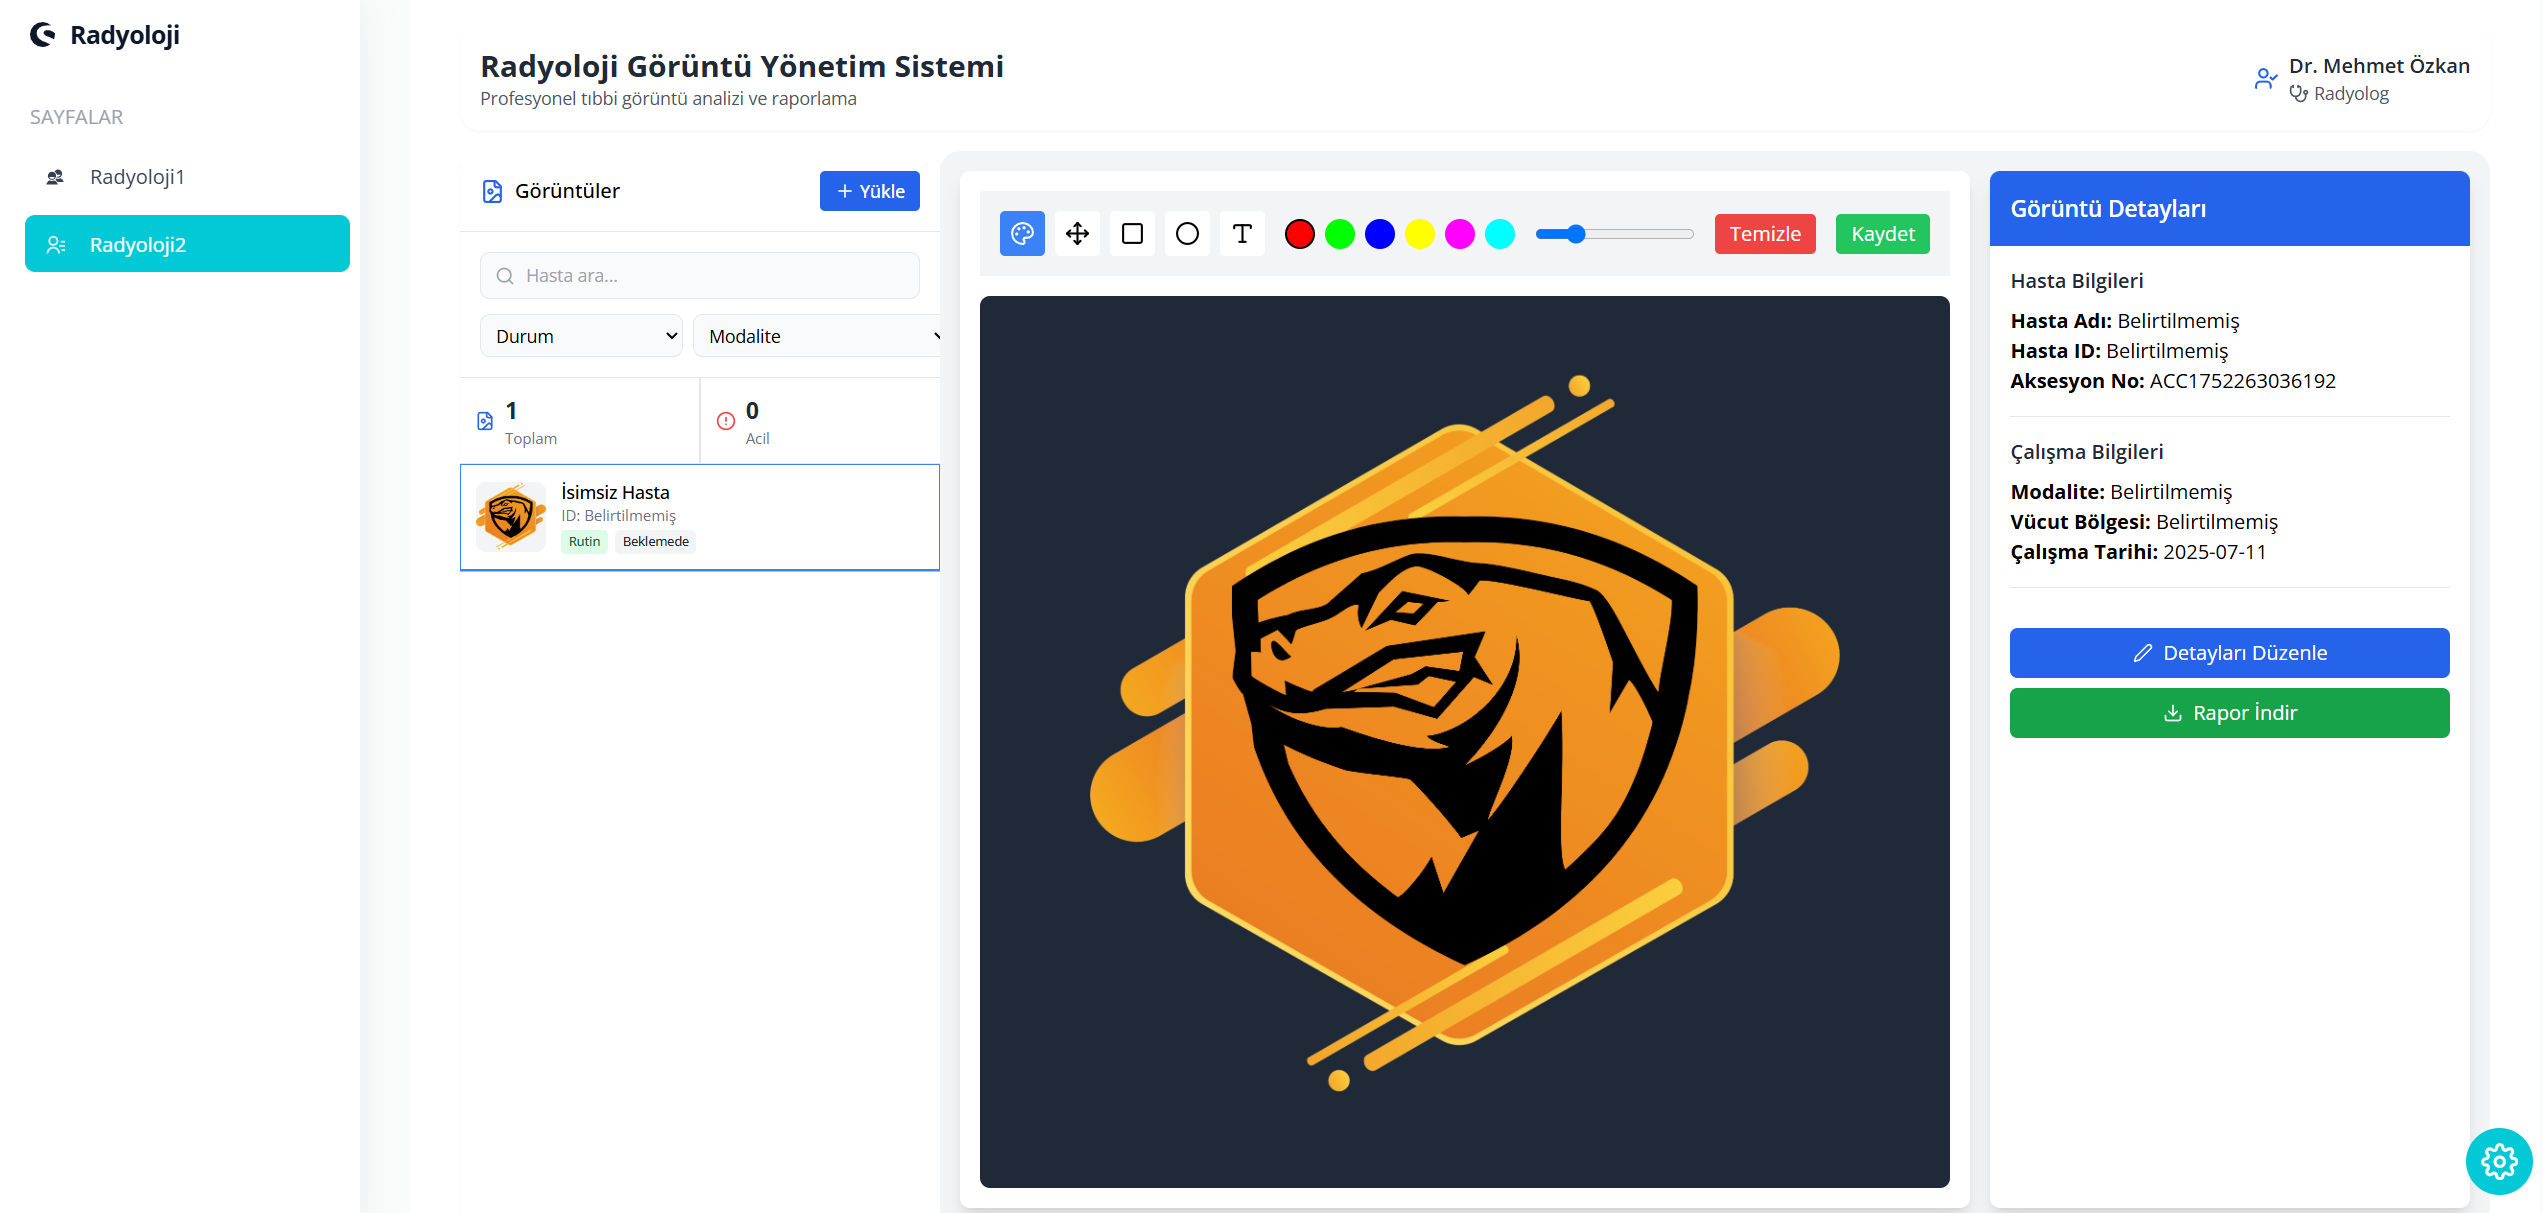 Radyoloji
SAYFALAR
Radyoloji1
Radyoloji2
Radyoloji Görüntü Yönetim Sistemi
Profesyonel tıbbi görüntü analizi ve raporlama
Dr. Mehmet Özkan
Radyolog
Görüntüler
Yükle
Hasta ara...
Durum
Modalite
1
Toplam
0
Acil
İsimsiz Hasta
ID: Belirtilmemiş
Rutin
Beklemede
T
Temizle
Kaydet
Görüntü Detayları
Hasta Bilgileri
Hasta Adı: Belirtilmemiş
Hasta ID: Belirtilmemiş
Aksesyon No: ACC1752263036192
Çalışma Bilgileri
Modalite: Belirtilmemiş
Vücut Bölgesi: Belirtilmemiş
Çalışma Tarihi: 2025-07-11
Detayları Düzenle
Rapor İndir